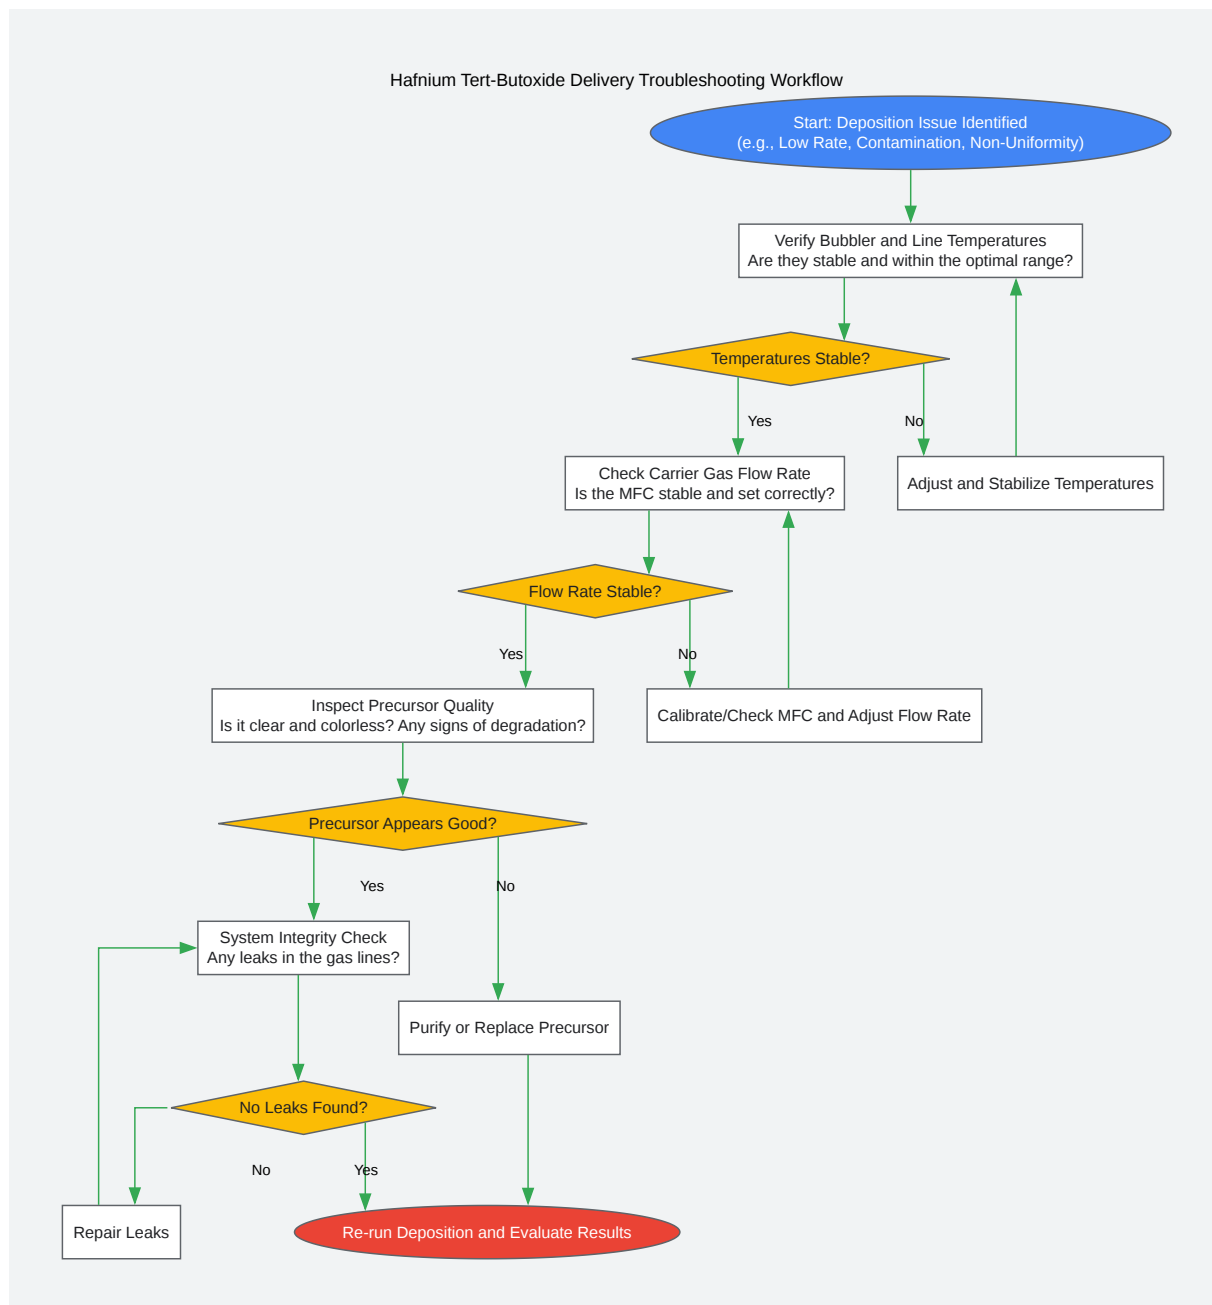 Hafnium Tert-Butoxide Delivery Troubleshooting Workflow
Start: Deposition Issue Identified
(e.g., Low Rate, Contamination, Non-Uniformity)
Verify Bubbler and Line Temperatures
Are they stable and within the optimal range?
Temperatures Stable?
Yes
No
Check Carrier Gas Flow Rate
Is the MFC stable and set correctly?
Adjust and Stabilize Temperatures
Flow Rate Stable?
Yes
No
Inspect Precursor Quality
Is it clear and colorless? Any signs of degradation?
Calibrate/Check MFC and Adjust Flow Rate
Precursor Appears Good?
Yes
No
System Integrity Check
Any leaks in the gas lines?
Purify or Replace Precursor
No Leaks Found?
No
Yes
Repair Leaks
Re-run Deposition and Evaluate Results